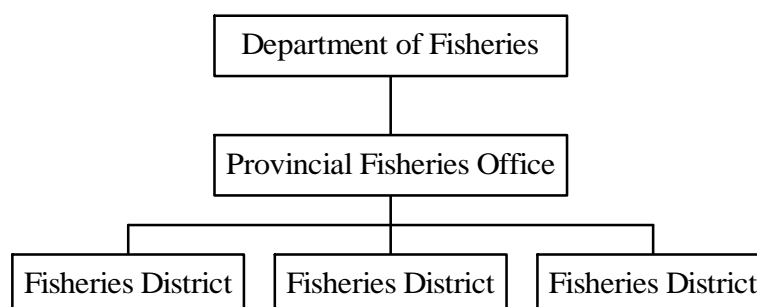 Department of Fisheries
Provincial Fisheries Office
Fisheries District
Fisheries District
Fisheries District